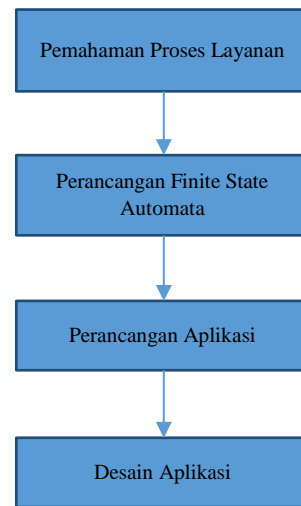 Pemahaman Proses Layanan
Perancangan Finite State
Automata
Perancangan Aplikasi
Desain Aplikasi